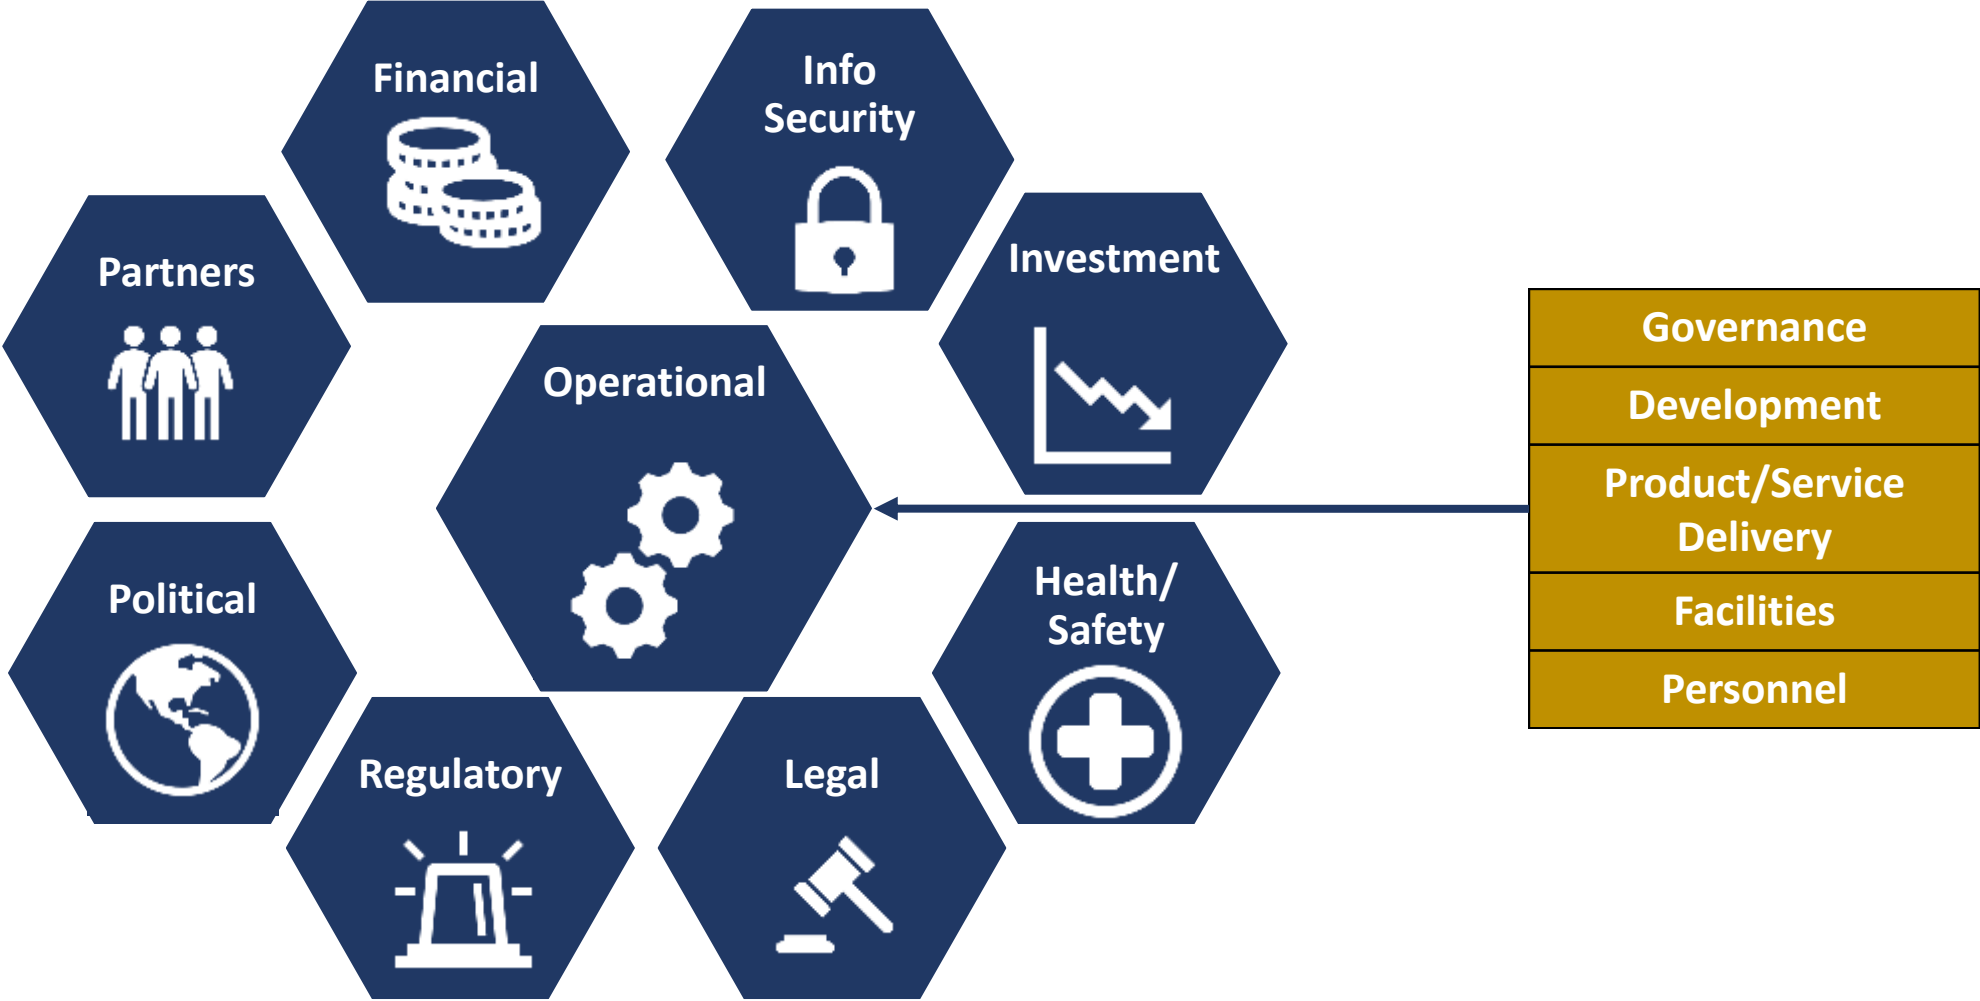 Financial
Info
Security
Partners
Investment
Operational
Political
Health/
Safety
Regulatory
Legal
Governance
Development
Product/Service
Delivery
Facilities
Personnel